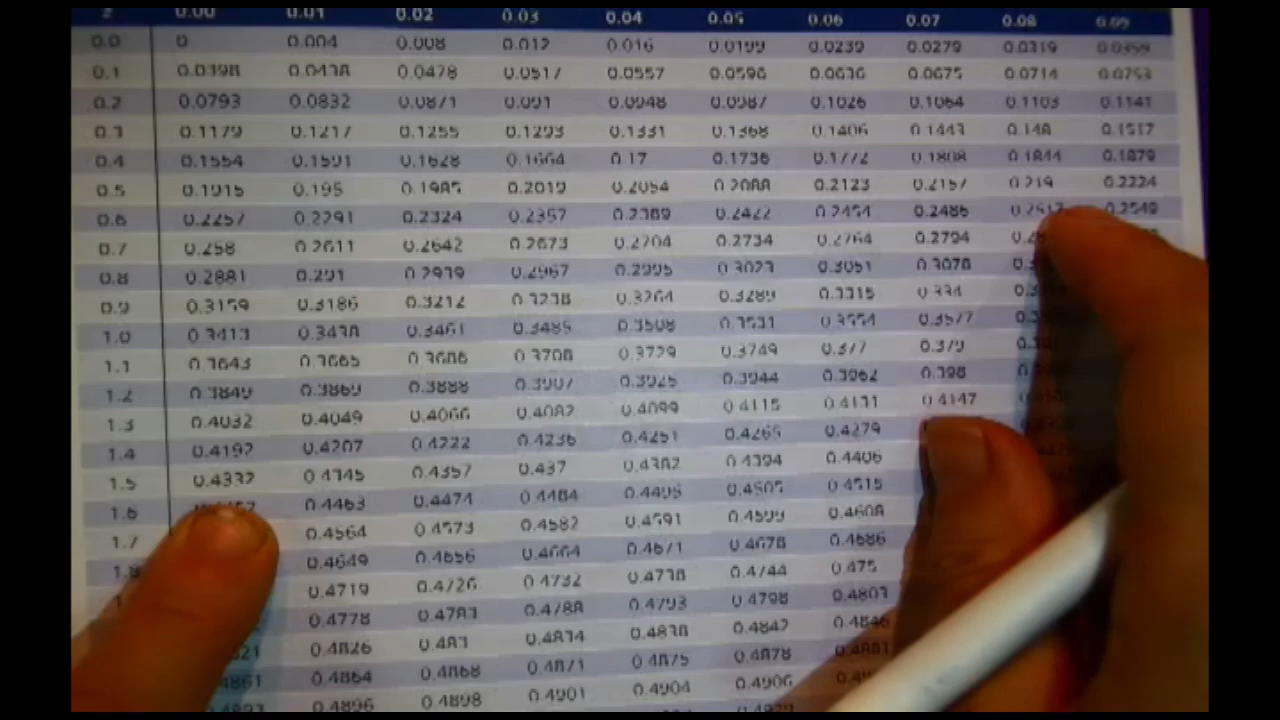 z 0.00 0.01 0.02 0.03 0.04 0.05 0.06 0.07 0.08 0.09
0.0 0 0.004 0.008 0.012 0.016 0.0199 0.0239 0.0279 0.0319 0.0359
0.1 0.0398 0.0438 0.0478 0.0517 0.0557 0.0596 0.0636 0.0675 0.0714 0.0753
0.2 0.0793 0.0832 0.0871 0.091 0.0948 0.0987 0.1026 0.1064 0.1103 0.1141
0.3 0.1179 0.1217 0.1255 0.1293 0.1331 0.1368 0.1406 0.1443 0.148 0.1517
0.4 0.1554 0.1591 0.1628 0.1664 0.17 0.1736 0.1772 0.1808 0.1844 0.1879
0.5 0.1915 0.195 0.1985 0.2019 0.2054 0.2088 0.2123 0.2157 0.219 0.2224
0.6 0.2257 0.2291 0.2324 0.2357 0.2389 0.2422 0.2454 0.2486 0.2517 0.2549
0.7 0.258 0.2611 0.2642 0.2673 0.2704 0.2734 0.2764 0.2794
0.8 0.2881 0.291 0.2939 0.2967 0.2995 0.3023 0.3051 0.3078
0.9 0.3159 0.3186 0.3212 0.3238 0.3264 0.3289 0.3315 0.334
1.0 0.3413 0.3438 0.3461 0.3485 0.3508 0.3531 0.3554 0.3577
1.1 0.3643 0.3665 0.3686 0.3708 0.3729 0.3749 0.377 0.379
1.2 0.3849 0.3869 0.3888 0.3907 0.3925 0.3944 0.3962 0.398
1.3 0.4032 0.4049 0.4066 0.4082 0.4099 0.4115 0.4131 0.4147
1.4 0.4192 0.4207 0.4222 0.4236 0.4251 0.4265 0.4279
1.5 0.4332 0.4345 0.4357 0.437 0.4382 0.4394 0.4406
1.6 0.4463 0.4474 0.4484 0.4495 0.4505 0.4515
1.7 0.4564 0.4573 0.4582 0.4591 0.4599 0.4608
1.8 0.4649 0.4656 0.4664 0.4671 0.4678 0.4686
0.4719 0.4726 0.4732 0.4738 0.4744 0.475
0.4778 0.4783 0.4788 0.4793 0.4798 0.4803
0.4826 0.483 0.4834 0.4838 0.4842 0.4846
0.4864 0.4868 0.4871 0.4875 0.4878 0.4881
0.4896 0.4898 0.4901 0.4904 0.4906